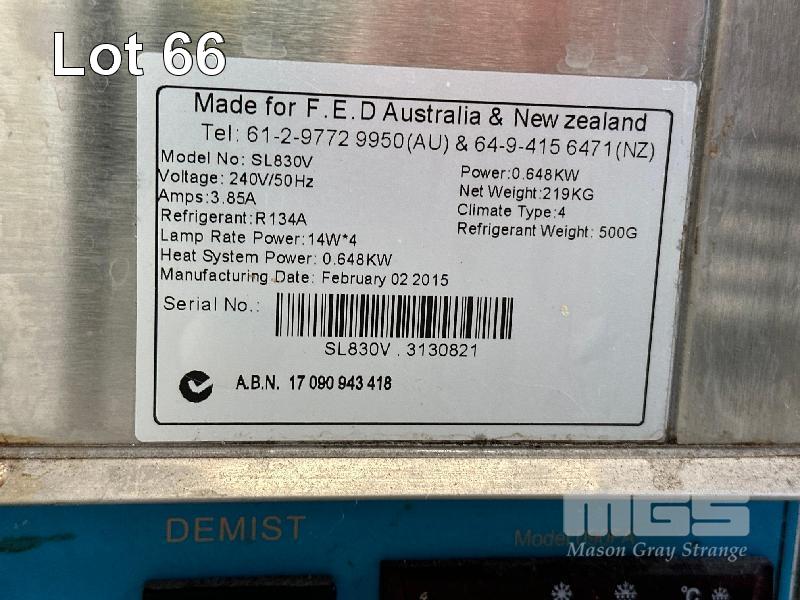 Lot 66
Made for F.E.D Australia & New zealand
Tel: 61-2-9772 9950(AU) & 64-9-415 6471(NZ)
Model No: SL830V
Power:0.648KW
Voltage: 240V/50Hz
Net Weight:219KG
Amps:3.85A
Climate Type:4
Refrigerant:R134A
Refrigerant Weight: 500G
Lamp Rate Power:14W*4
Heat System Power: 0.648KW
Manufacturing Date: February 02 2015
Serial No.:
SL830V . 3130821
A.B.N. 17 090 943 418
DEMIST
Model
MGS
Mason Gray Strange
°C